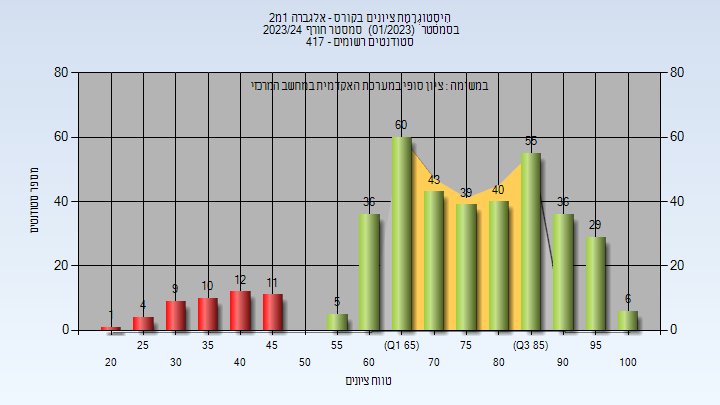 היסטוגרמת ציונים בקורס - אלגברה 1מ2
בסמסטר (01/2023) סמסטר חורף 2023/24
סטודנטים רשומים - 417
במשימה : ציון סופי במערכת האקדמית במחשב המרכזי
מספר סטודנטים
80 80
60 60
40 40
20 20
0 0
1 4 9 10 12 11 5 36 60 43 39 40 55 36 29 6
25 35 45 55 (Q1 65) 75 (Q3 85) 95
20 30 40 50 60 70 80 90 100
טווח ציונים